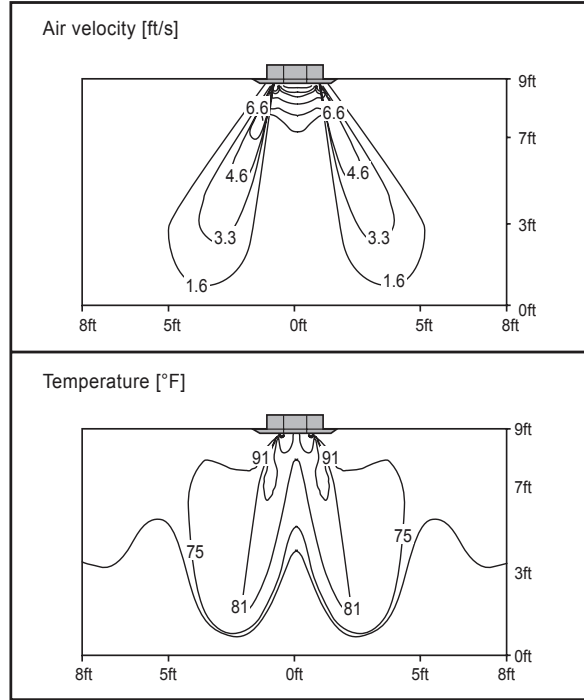 Air velocity [ft/s]
9ft
6.6 6.6
7ft
4.6 4.6
3.3 3.3
3ft
1.6 1.6
0ft
8ft 5ft 0ft 5ft 8ft
Temperature [°F]
9ft
91 91
7ft
75 75
3ft
81 81
0ft
8ft 5ft 0ft 5ft 8ft